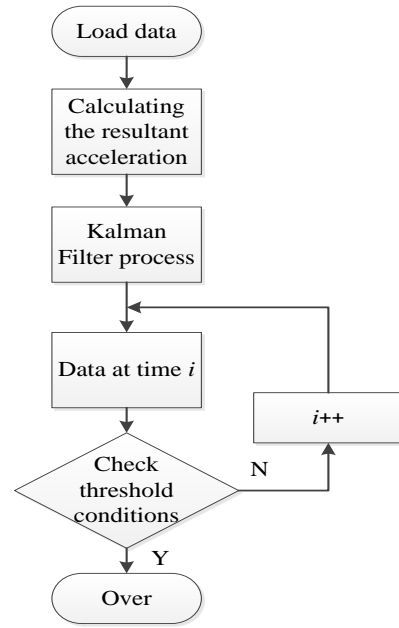 Load data
Calculating
the resultant
acceleration
Kalman
Filter process
Data at time i
i++
Check
threshold
conditions
N
Y
Over